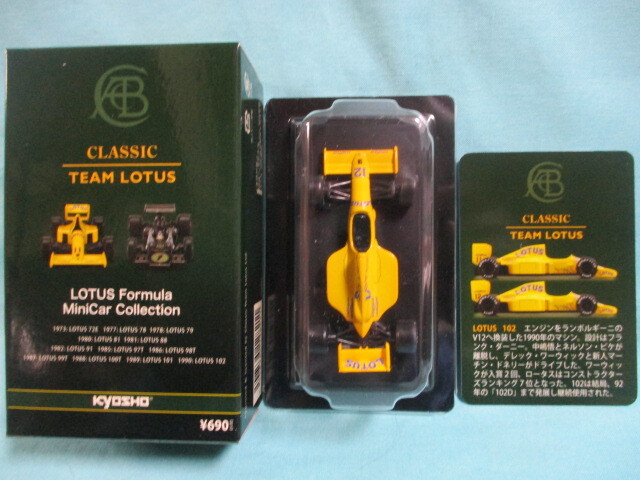 CLASSIC
TEAM LOTUS
LOTUS Formula
MiniCar Collection
1973: LOTUS 72E 1977: LOTUS 78 1978: LOTUS 79
1980: LOTUS 81 1981: LOTUS 88
1982: LOTUS 91 1985: LOTUS 97T 1986: LOTUS 98T
1987: LOTUS 99T 1988: LOTUS 100T 1989: LOTUS 101 1990: LOTUS 102
KYOSHO
¥690
12
LOTUS
CLASSIC
TEAM LOTUS
LOTUS
LOTUS
LOTUS 102 エンジンをランボルギーニの
V12へ換装した1990年のマシン。設計はフラ
ンク・ダーニー。中嶋悟とネルソン・ピケが
離脱し、デレック・ワーウィックと新人マー
チン・ドネリーがドライブした。ワーウィッ
クが入賞2回、ロータスはコンストラクター
ズランキング7位となった。102は結局、92
年の「102D」まで発展し継続使用された。